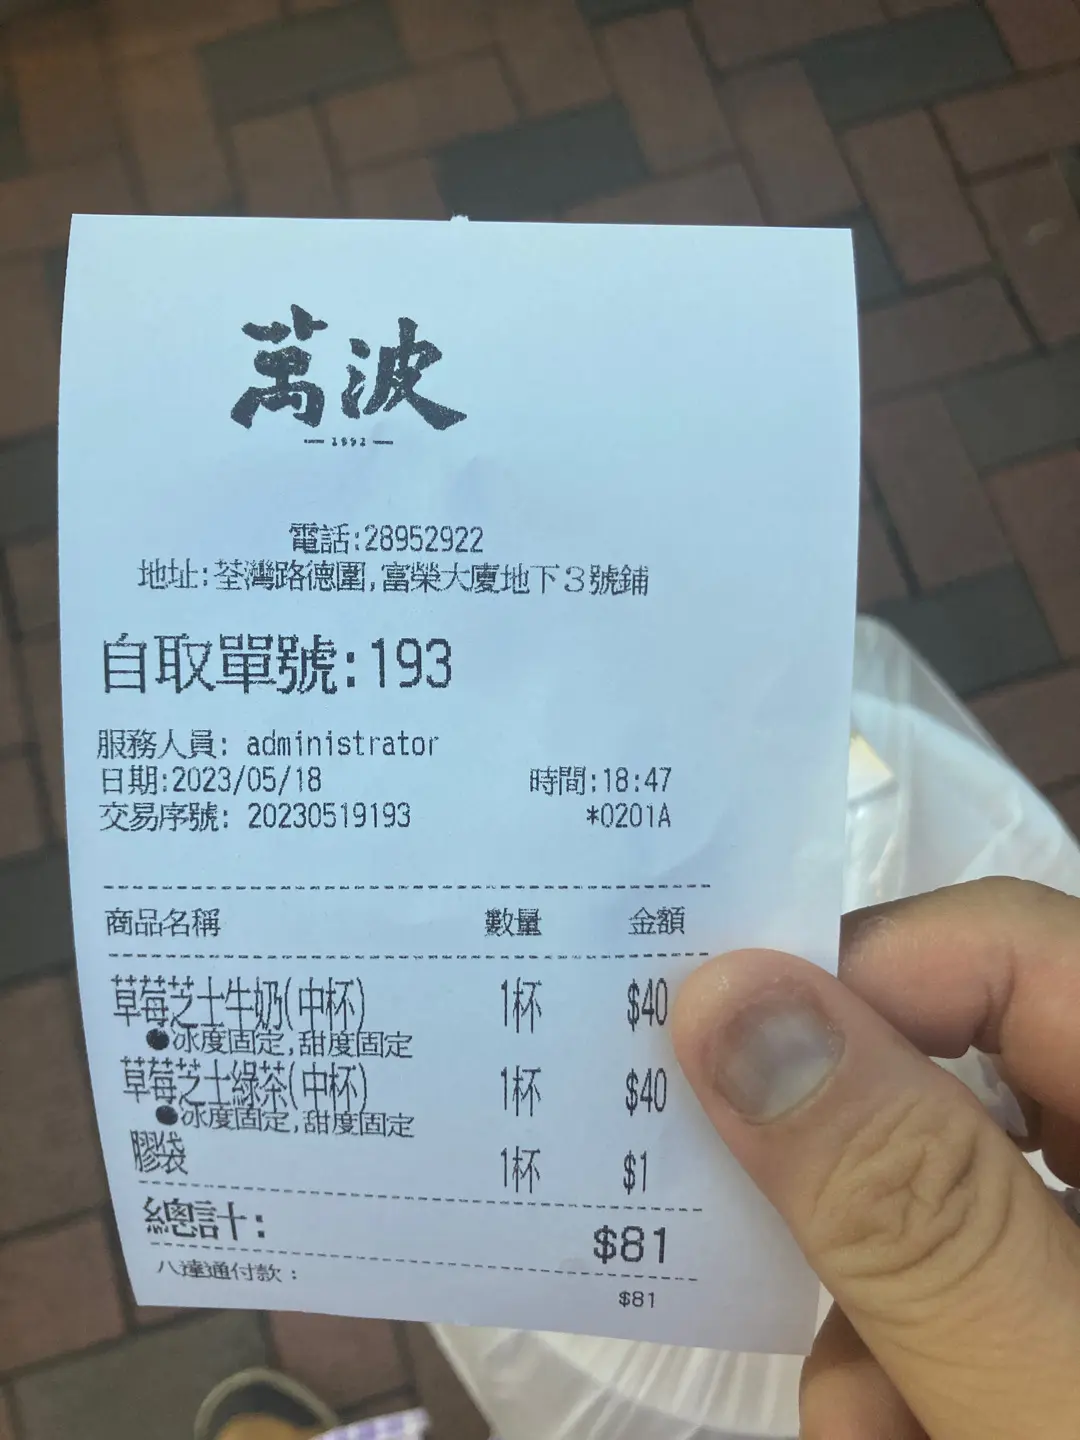 萬波
1992
電話:28952922
地址:荃灣路德圍,富榮大廈地下３號鋪
自取單號:193
服務人員: administrator
日期:2023/05/18 時間:18:47
交易序號: 20230519193 *0201A
商品名稱 數量 金額
草莓芝士牛奶(中杯) 1杯 $40
●冰度固定,甜度固定
草莓芝士綠茶(中杯) 1杯 $40
●冰度固定,甜度固定
膠袋 1杯 $1
總計: $81
八達通付款: $81